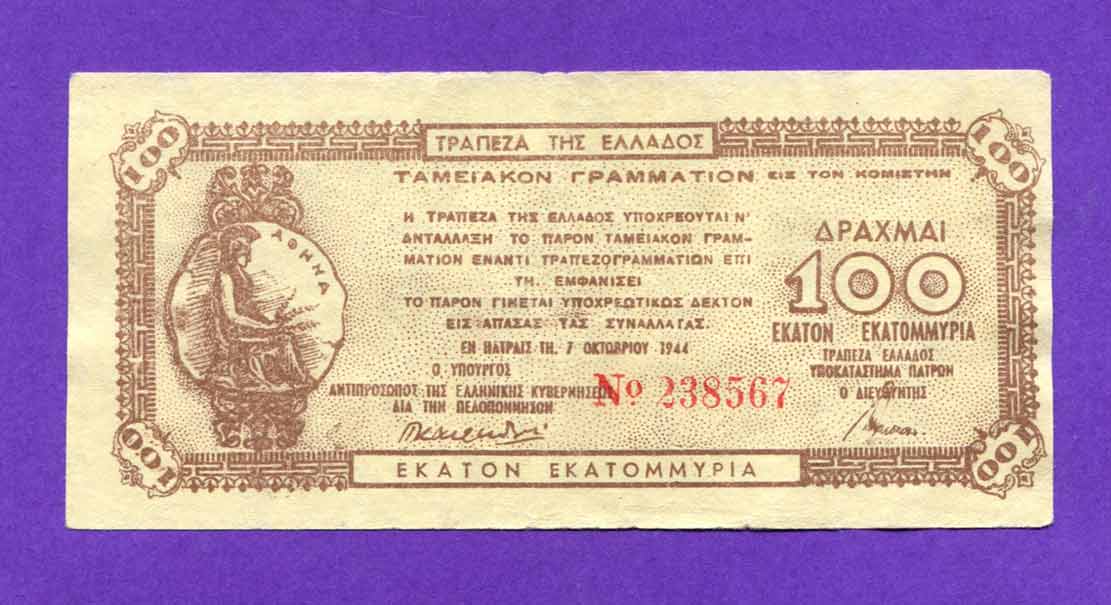 100
100
ΤΡΑΠΕΖΑ ΤΗΣ ΕΛΛΑΔΟΣ
ΤΑΜΕΙΑΚΟΝ ΓΡΑΜΜΑΤΙΟΝ ΕΙΣ ΤΟΝ ΚΟΜΙΣΤΗΝ
Η ΤΡΑΠΕΖΑ ΤΗΣ ΕΛΛΑΔΟΣ ΥΠΟΧΡΕΟΥΤΑΙ Ν'
ΑΝΤΑΛΛΑΞΗ ΤΟ ΠΑΡΟΝ ΤΑΜΕΙΑΚΟΝ ΓΡΑΜ-
ΜΑΤΙΟΝ ΕΝΑΝΤΙ ΤΡΑΠΕΖΟΓΡΑΜΜΑΤΙΩΝ ΕΠΙ
ΤΗ. ΕΜΦΑΝΙΣΕΙ
ΤΟ ΠΑΡΟΝ ΓΙΝΕΤΑΙ ΥΠΟΧΡΕΩΤΙΚΩΣ ΔΕΚΤΟΝ
ΕΙΣ ΑΠΑΣΑΣ ΤΑΣ ΣΥΝΑΛΛΑΓΑΣ.
ΕΝ ΠΑΤΡΑΙΣ ΤΗ. 7 ΟΚΤΩΒΡΙΟΥ 1944
Ο ΥΠΟΥΡΓΟΣ
ΑΝΤΙΠΡΟΣΩΠΟΣ ΤΗΣ ΕΛΛΗΝΙΚΗΣ ΚΥΒΕΡΝΗΣΕΩΣ
ΔΙΑ ΤΗΝ ΠΕΛΟΠΟΝΝΗΣΟΝ
Νο 238567
ΑΘΗΝΑ
ΔΡΑΧΜΑΙ
100
ΕΚΑΤΟΝ ΕΚΑΤΟΜΜΥΡΙΑ
ΤΡΑΠΕΖΑ ΕΛΛΑΔΟΣ
ΥΠΟΚΑΤΑΣΤΗΜΑ ΠΑΤΡΩΝ
Ο ΔΙΕΥΘΥΝΤΗΣ
100
100
ΕΚΑΤΟΝ ΕΚΑΤΟΜΜΥΡΙΑ